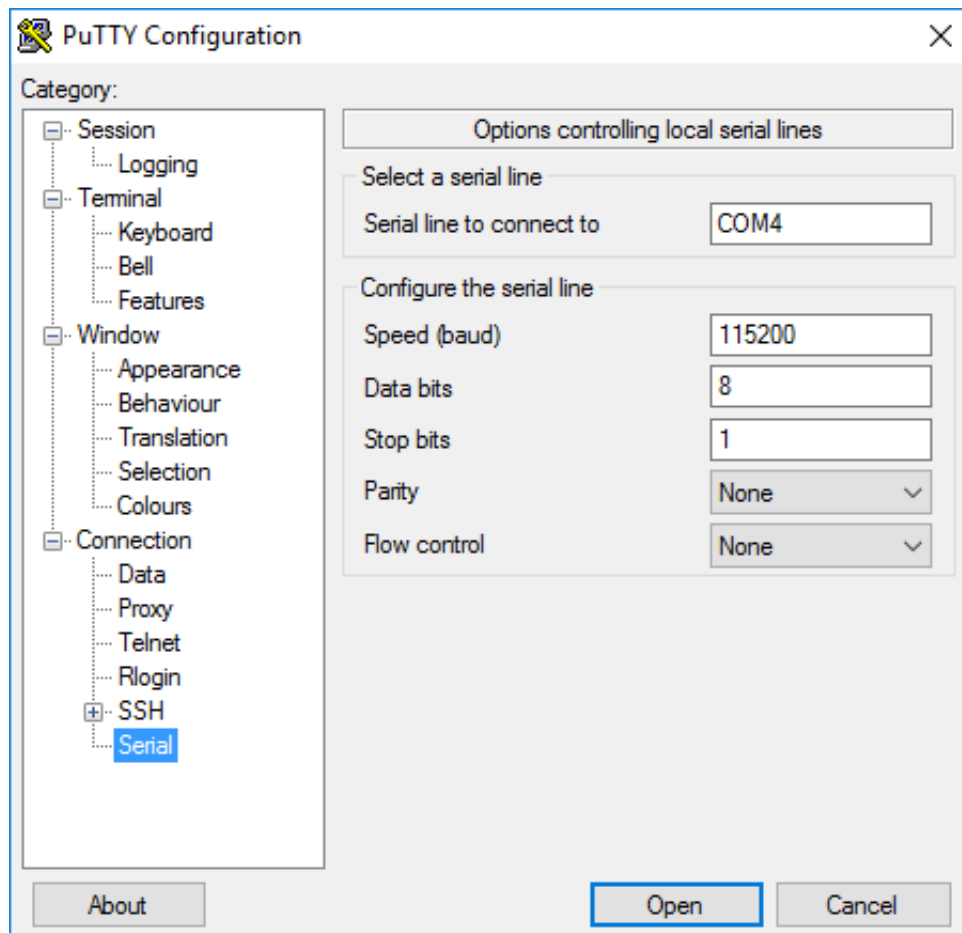 PuTTY Configuration
Category:
Session
Logging
Terminal
Keyboard
Bell
Features
Window
Appearance
Behaviour
Translation
Selection
Colours
Connection
Data
Proxy
Telnet
Rlogin
SSH
Serial
Options controlling local serial lines
Select a serial line
Serial line to connect to COM4
Configure the serial line
Speed (baud) 115200
Data bits 8
Stop bits 1
Parity None
Flow control None
About Open Cancel